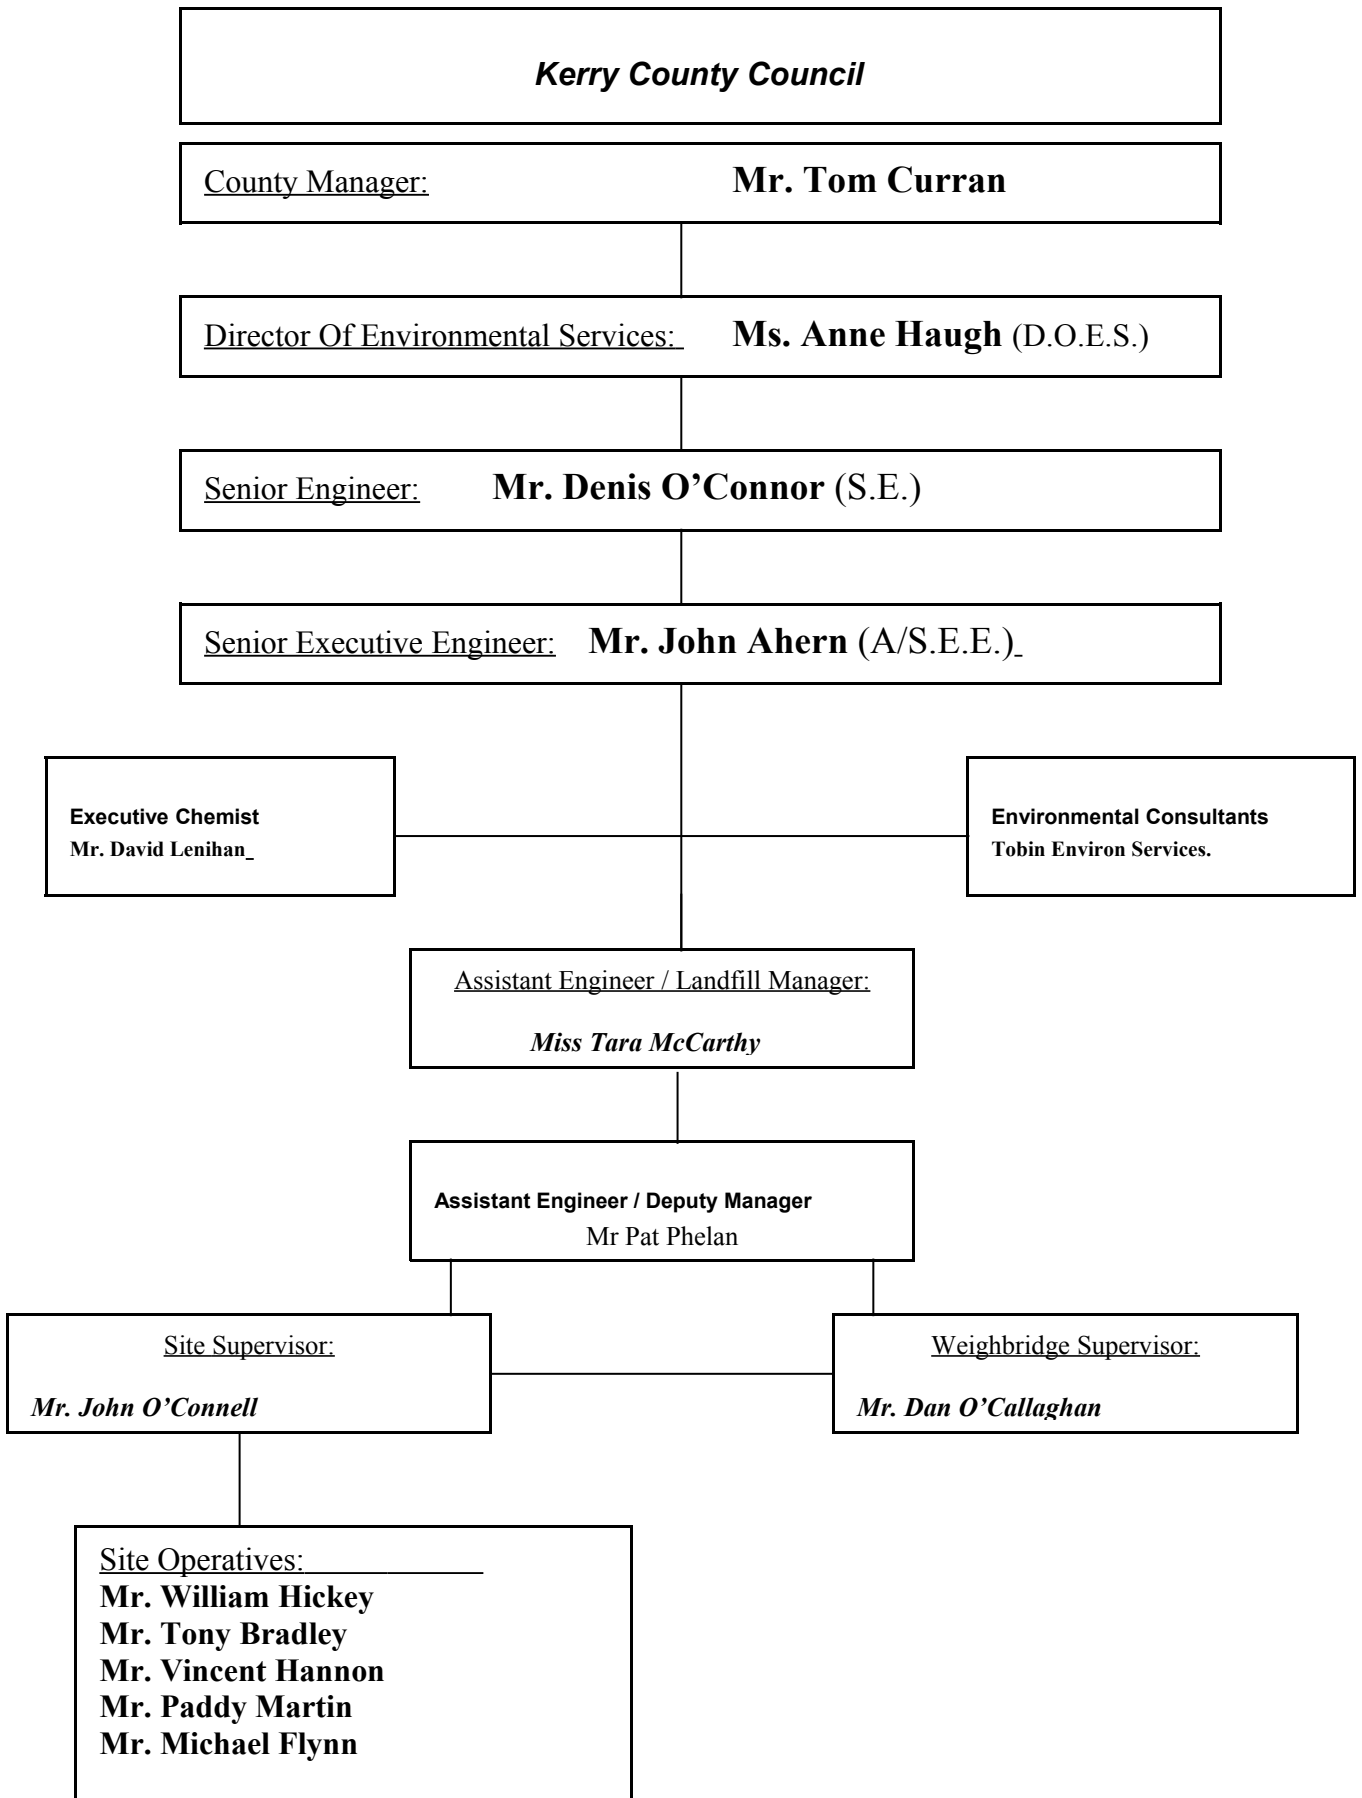 Kerry County Council
County Manager: Mr. Tom Curran
Director Of Environmental Services: Ms. Anne Haugh (D.O.E.S.)
Senior Engineer: Mr. Denis O’Connor (S.E.)
Senior Executive Engineer: Mr. John Ahern (A/S.E.E.)
Executive Chemist
Mr. David Lenihan
Environmental Consultants
Tobin Environ Services.
Assistant Engineer / Landfill Manager:
Miss Tara McCarthy
Assistant Engineer / Deputy Manager
Mr Pat Phelan
Site Supervisor:
Mr. John O’Connell
Weighbridge Supervisor:
Mr. Dan O’Callaghan
Site Operatives:
Mr. William Hickey
Mr. Tony Bradley
Mr. Vincent Hannon
Mr. Paddy Martin
Mr. Michael Flynn